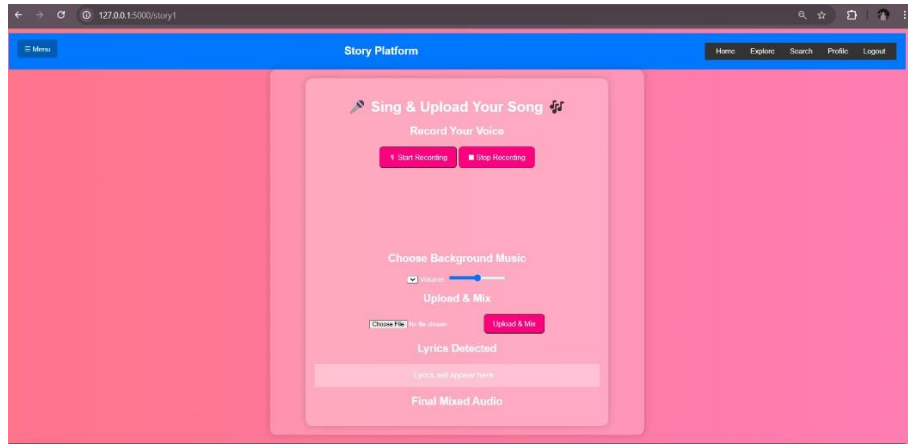 127.0.0.1:5000/story1
☰ Menu
Story Platform
Home Explore Search Profile Logout
🎤 Sing & Upload Your Song 🎶
Record Your Voice
🎙 Start Recording ⏹ Stop Recording
Choose Background Music
Volume:
Upload & Mix
Choose File No file chosen Upload & Mix
Lyrics Detected
Lyrics will appear here...
Final Mixed Audio